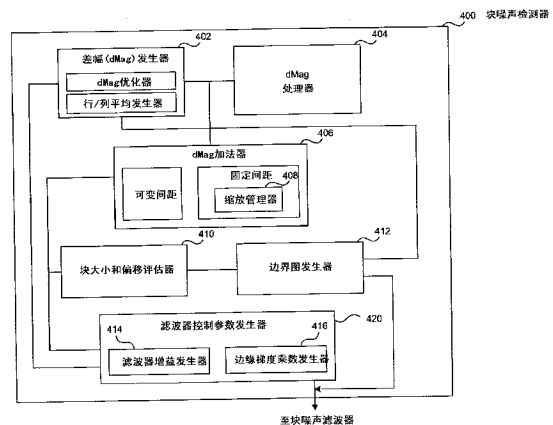 400 块噪声检测器
402
404
差幅(dMag)发生器
dMag优化器
行/列平均发生器
dMag
处理器
406
dMag加法器
可变间距
固定间距
408
缩放管理器
410
412
块大小和偏移评估器
边界图发生器
滤波器控制参数发生器
420
414
416
滤波器增益发生器
边缘梯度乘数发生器
至块噪声滤波器